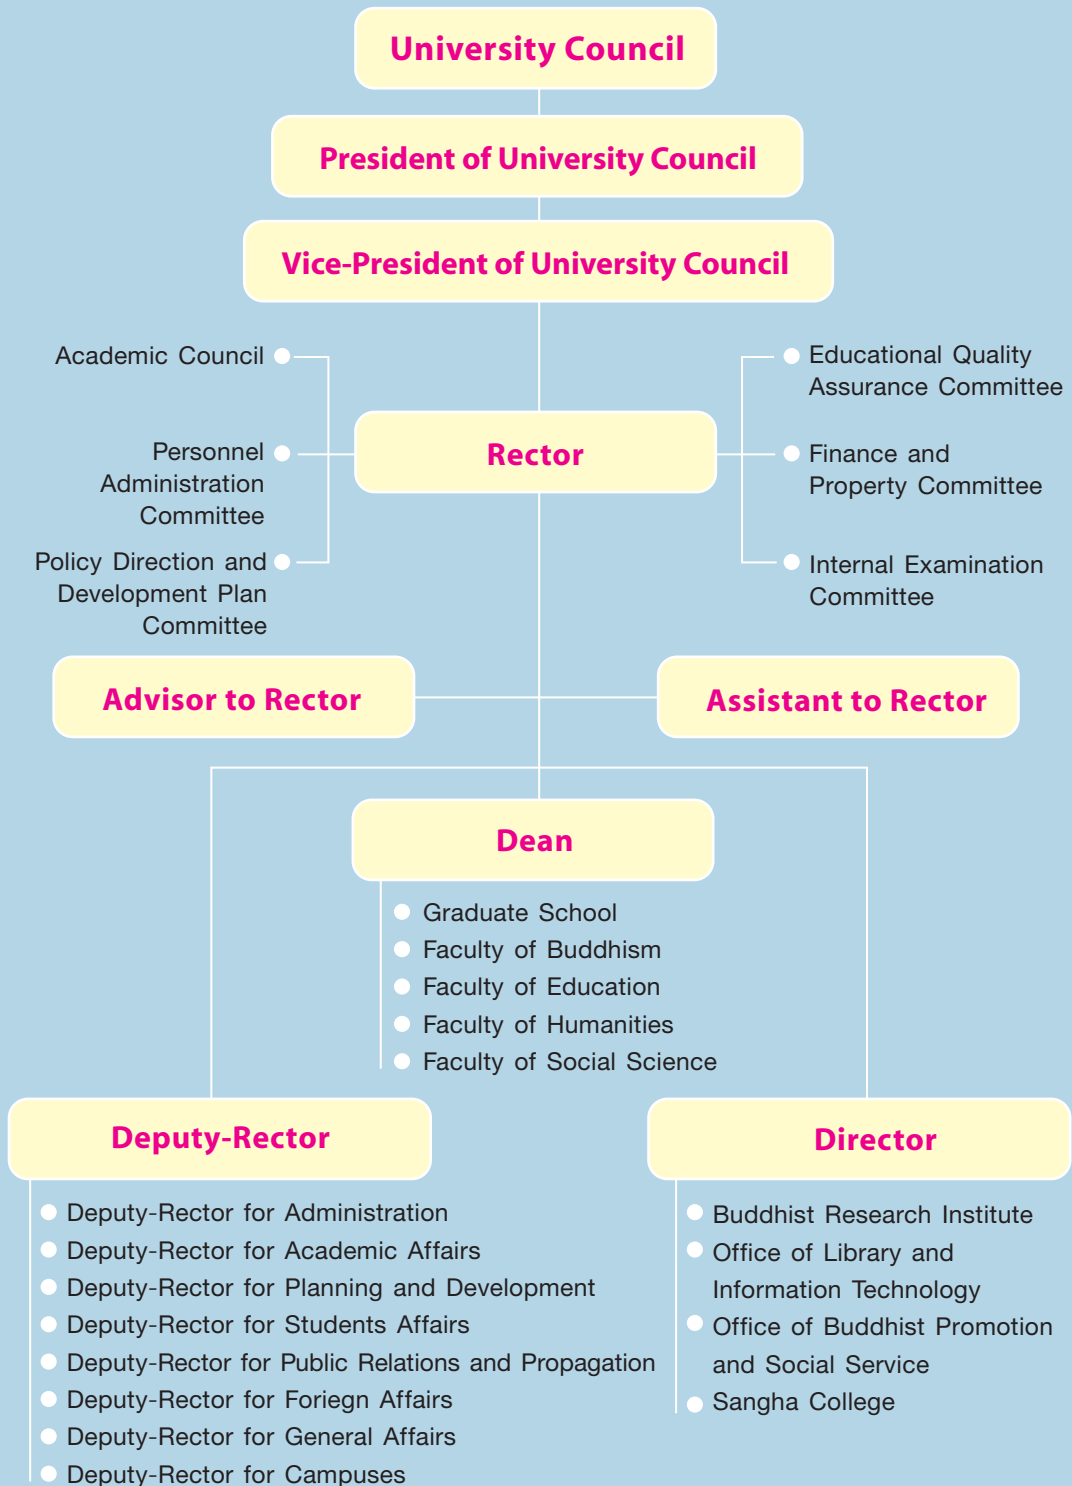 University Council
President of University Council
Vice-President of University Council
Academic Council
Personnel
Administration
Committee
Policy Direction and
Development Plan
Committee
Rector
Educational Quality
Assurance Committee
Finance and
Property Committee
Internal Examination
Committee
Advisor to Rector
Assistant to Rector
Dean
Graduate School
Faculty of Buddhism
Faculty of Education
Faculty of Humanities
Faculty of Social Science
Deputy-Rector
Deputy-Rector for Administration
Deputy-Rector for Academic Affairs
Deputy-Rector for Planning and Development
Deputy-Rector for Students Affairs
Deputy-Rector for Public Relations and Propagation
Deputy-Rector for Foriegn Affairs
Deputy-Rector for General Affairs
Deputy-Rector for Campuses
Director
Buddhist Research Institute
Office of Library and
Information Technology
Office of Buddhist Promotion
and Social Service
Sangha College